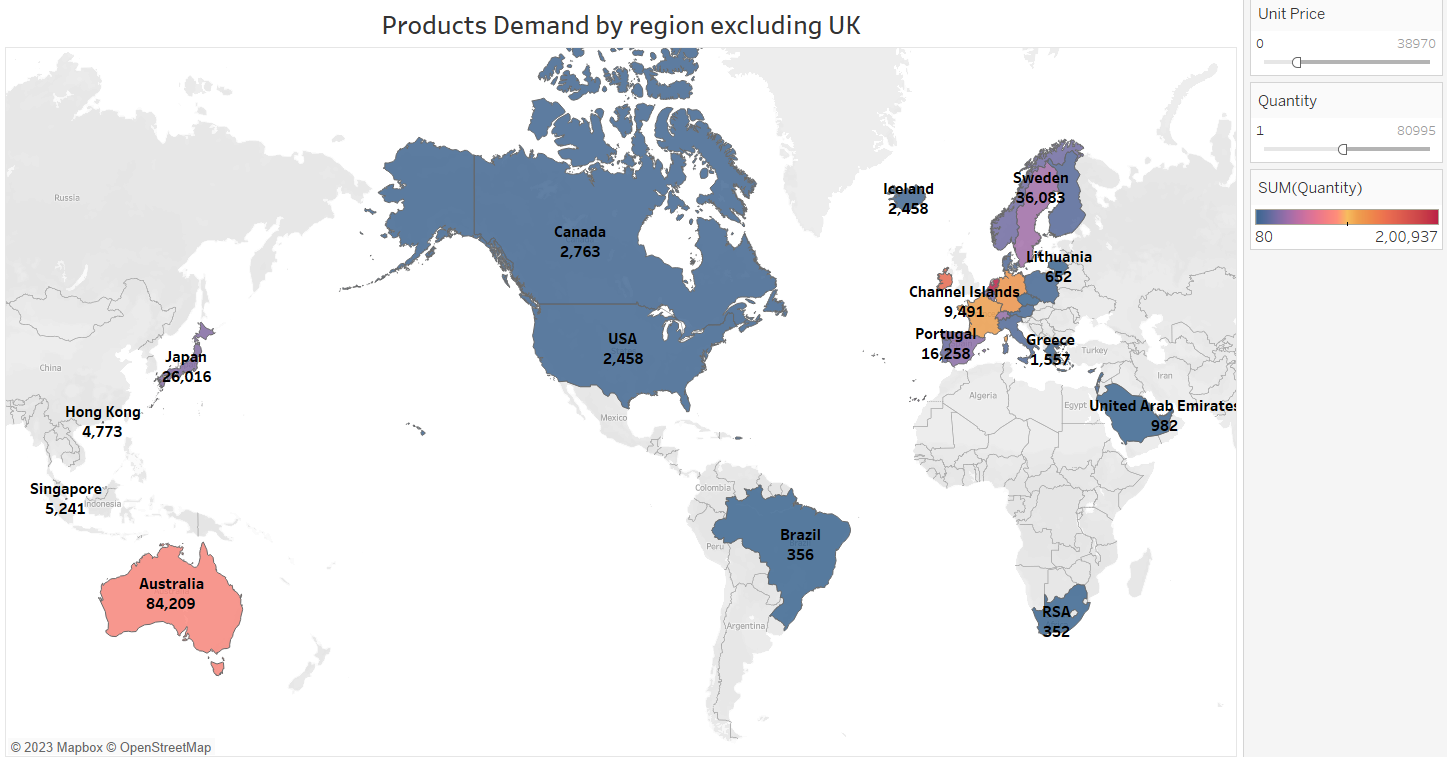 Products Demand by region excluding UK
Unit Price
0 38970
Quantity
1 80995
SUM(Quantity)
80 2,00,937
Russia
Iceland
2,458
Sweden
36,083
Canada
2,763
Lithuania
652
Channel Islands
9,491
USA
2,458
Portugal
16,258
Greece
1,557
Turkey
Japan
26,016
China
Iran
Algeria
Egypt
United Arab Emirates
982
Hong Kong
4,773
Mexico
Singapore
5,241
Indonesia
Colombia
Brazil
356
Peru
Australia
84,209
RSA
352
Argentina
© 2023 Mapbox © OpenStreetMap